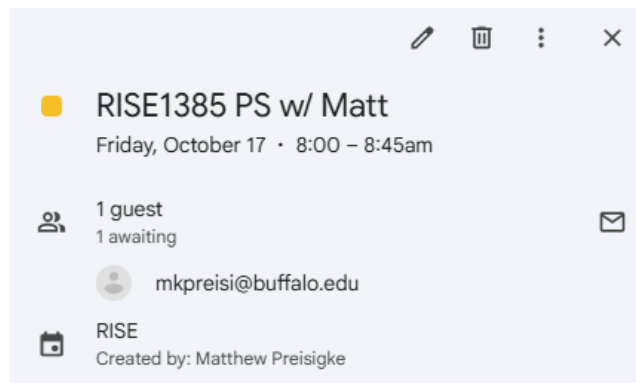 RISE1385 PS w/ Matt
Friday, October 17 · 8:00 – 8:45am
1 guest
1 awaiting
mkpreisi@buffalo.edu
RISE
Created by: Matthew Preisigke